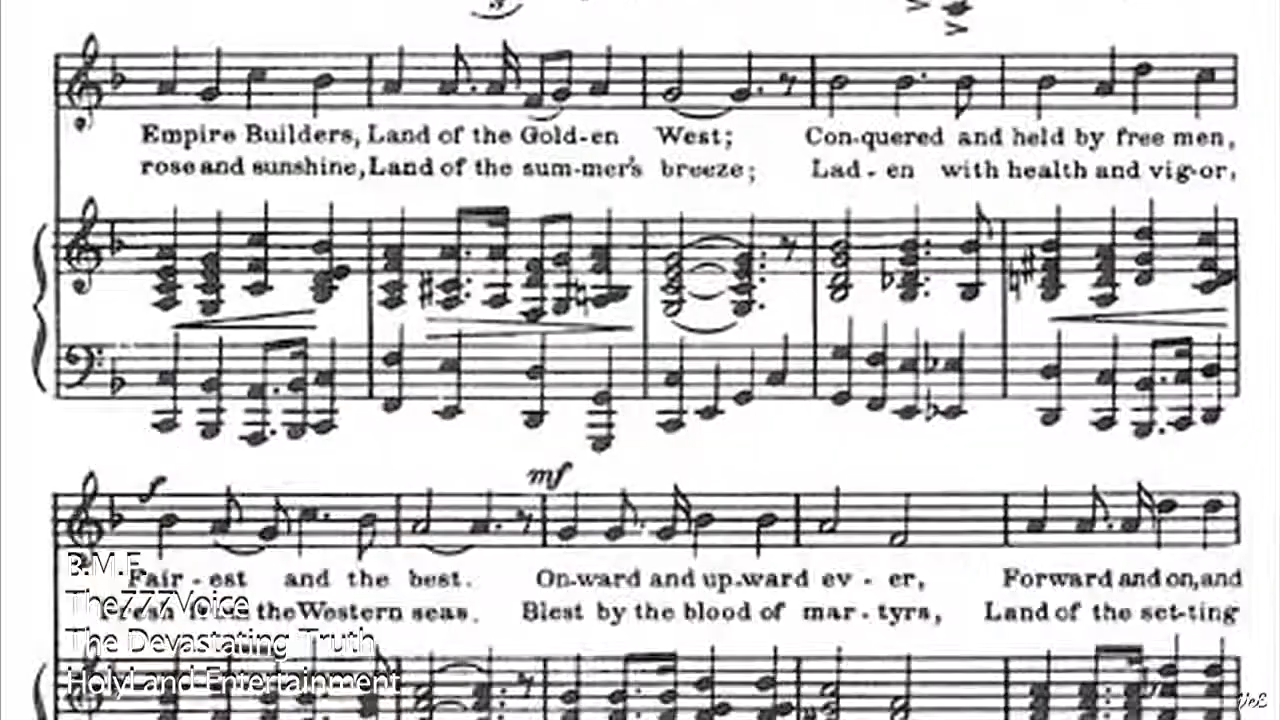 Empire Builders, Land of the Gold-en West; Con-quered and held by free men,
rose and sunshine, Land of the sum-mer's breeze; Lad-en with health and vig-or,
f
mf
Fair-est and the best. On-ward and up-ward ev-er, Forward and on, and
the Western seas. Blest by the blood of mar-tyrs, Land of the set-ting
B.M.E
The777Voice
The Devastating Truth
HolyLand Entertainment